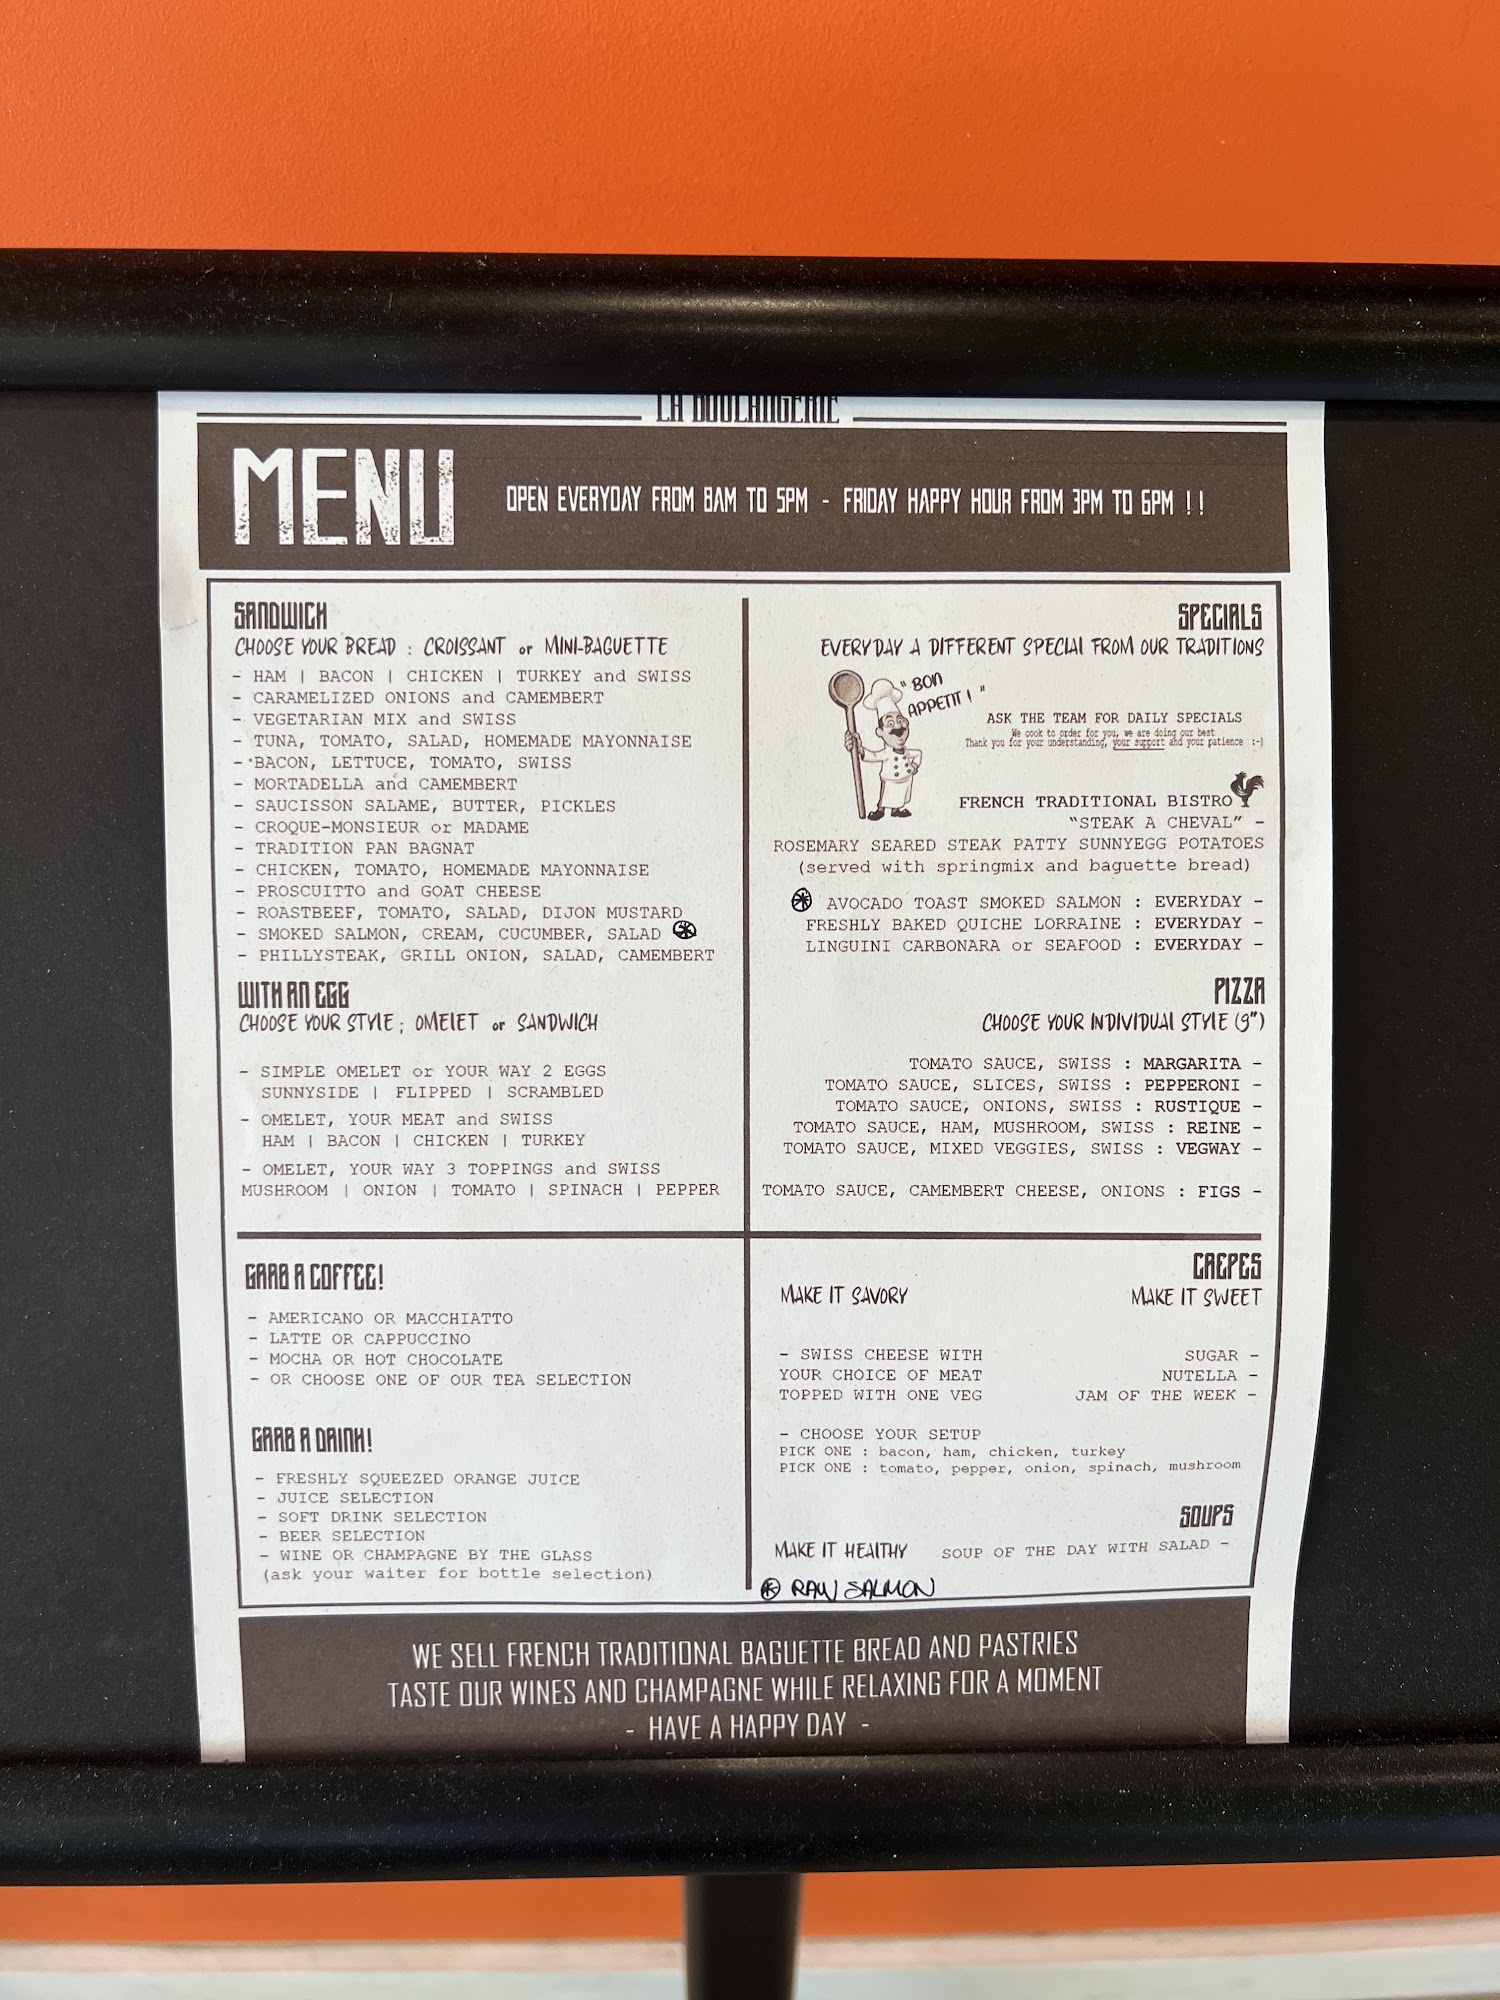 LA BOULANGERIE
MENU
OPEN EVERYDAY FROM 8AM TO 5PM - FRIDAY HAPPY HOUR FROM 3PM TO 6PM !!
SANDWICH
CHOOSE YOUR BREAD : CROISSANT or MINI-BAGUETTE
- HAM | BACON | CHICKEN | TURKEY and SWISS
- CARAMELIZED ONIONS and CAMEMBERT
- VEGETARIAN MIX and SWISS
- TUNA, TOMATO, SALAD, HOMEMADE MAYONNAISE
- BACON, LETTUCE, TOMATO, SWISS
- MORTADELLA and CAMEMBERT
- SAUCISSON SALAME, BUTTER, PICKLES
- CROQUE-MONSIEUR or MADAME
- TRADITION PAN BAGNAT
- CHICKEN, TOMATO, HOMEMADE MAYONNAISE
- PROSCUITTO and GOAT CHEESE
- ROASTBEEF, TOMATO, SALAD, DIJON MUSTARD
- SMOKED SALMON, CREAM, CUCUMBER, SALAD
- PHILLYSTEAK, GRILL ONION, SALAD, CAMEMBERT
WITH AN EGG
CHOOSE YOUR STYLE ; OMELET or SANDWICH
- SIMPLE OMELET or YOUR WAY 2 EGGS
SUNNYSIDE | FLIPPED | SCRAMBLED
- OMELET, YOUR MEAT and SWISS
HAM | BACON | CHICKEN | TURKEY
- OMELET, YOUR WAY 3 TOPPINGS and SWISS
MUSHROOM | ONION | TOMATO | SPINACH | PEPPER
SPECIALS
EVERYDAY A DIFFERENT SPECIAL FROM OUR TRADITIONS
"BON
APPETIT !"
ASK THE TEAM FOR DAILY SPECIALS
We cook to order for you, we are doing our best
Thank you for your understanding, your support and your patience :-)
FRENCH TRADITIONAL BISTRO
"STEAK A CHEVAL" -
ROSEMARY SEARED STEAK PATTY SUNNYEGG POTATOES
(served with springmix and baguette bread)
AVOCADO TOAST SMOKED SALMON : EVERYDAY -
FRESHLY BAKED QUICHE LORRAINE : EVERYDAY -
LINGUINI CARBONARA or SEAFOOD : EVERYDAY -
PIZZA
CHOOSE YOUR INDIVIDUAL STYLE (9")
TOMATO SAUCE, SWISS : MARGARITA -
TOMATO SAUCE, SLICES, SWISS : PEPPERONI -
TOMATO SAUCE, ONIONS, SWISS : RUSTIQUE -
TOMATO SAUCE, HAM, MUSHROOM, SWISS : REINE -
TOMATO SAUCE, MIXED VEGGIES, SWISS : VEGWAY -
TOMATO SAUCE, CAMEMBERT CHEESE, ONIONS : FIGS -
GRAB A COFFEE!
- AMERICANO OR MACCHIATTO
- LATTE OR CAPPUCCINO
- MOCHA OR HOT CHOCOLATE
- OR CHOOSE ONE OF OUR TEA SELECTION
GRAB A DRINK!
- FRESHLY SQUEEZED ORANGE JUICE
- JUICE SELECTION
- SOFT DRINK SELECTION
- BEER SELECTION
- WINE OR CHAMPAGNE BY THE GLASS
(ask your waiter for bottle selection)
CREPES
MAKE IT SAVORY
MAKE IT SWEET
- SWISS CHEESE WITH
YOUR CHOICE OF MEAT
TOPPED WITH ONE VEG
SUGAR -
NUTELLA -
JAM OF THE WEEK -
- CHOOSE YOUR SETUP
PICK ONE : bacon, ham, chicken, turkey
PICK ONE : tomato, pepper, onion, spinach, mushroom
SOUPS
MAKE IT HEALTHY SOUP OF THE DAY WITH SALAD -
RAW SALMON
WE SELL FRENCH TRADITIONAL BAGUETTE BREAD AND PASTRIES
TASTE OUR WINES AND CHAMPAGNE WHILE RELAXING FOR A MOMENT
- HAVE A HAPPY DAY -